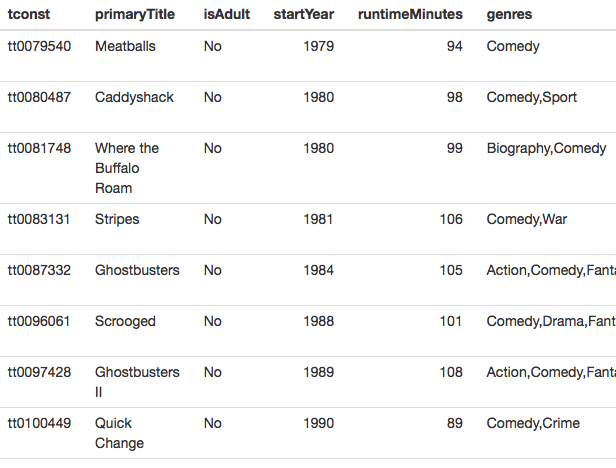 tconst primaryTitle isAdult startYear runtimeMinutes genres
tt0079540 Meatballs No 1979 94 Comedy
tt0080487 Caddyshack No 1980 98 Comedy,Sport
tt0081748 Where the No 1980 99 Biography,Comedy
Buffalo
Roam
tt0083131 Stripes No 1981 106 Comedy,War
tt0087332 Ghostbusters No 1984 105 Action,Comedy,Fanta
tt0096061 Scrooged No 1988 101 Comedy,Drama,Fant
tt0097428 Ghostbusters No 1989 108 Action,Comedy,Fanta
II
tt0100449 Quick No 1990 89 Comedy,Crime
Change